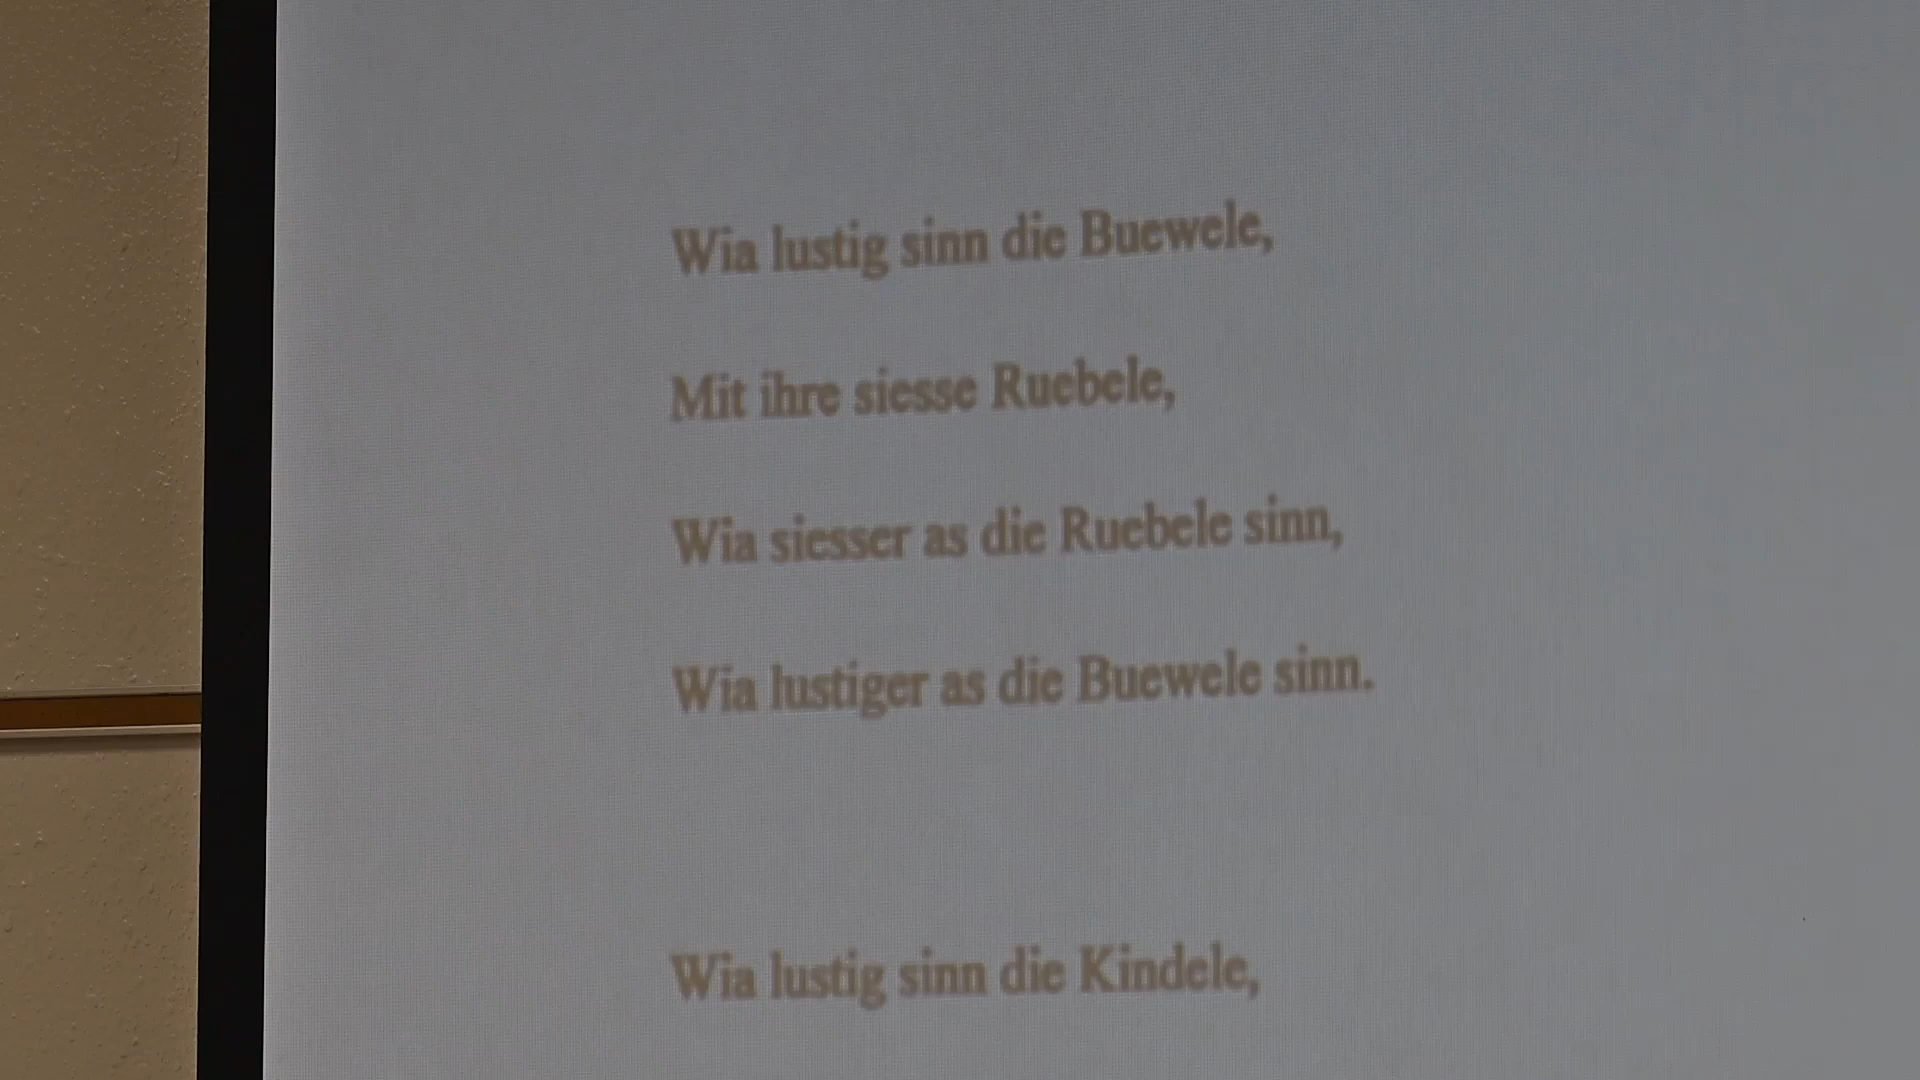 Wia lustig sinn die Buewele,
Mit ihre siesse Ruebele,
Wia siesser as die Ruebele sinn,
Wia lustiger as die Buewele sinn.
Wia lustig sinn die Kindele,